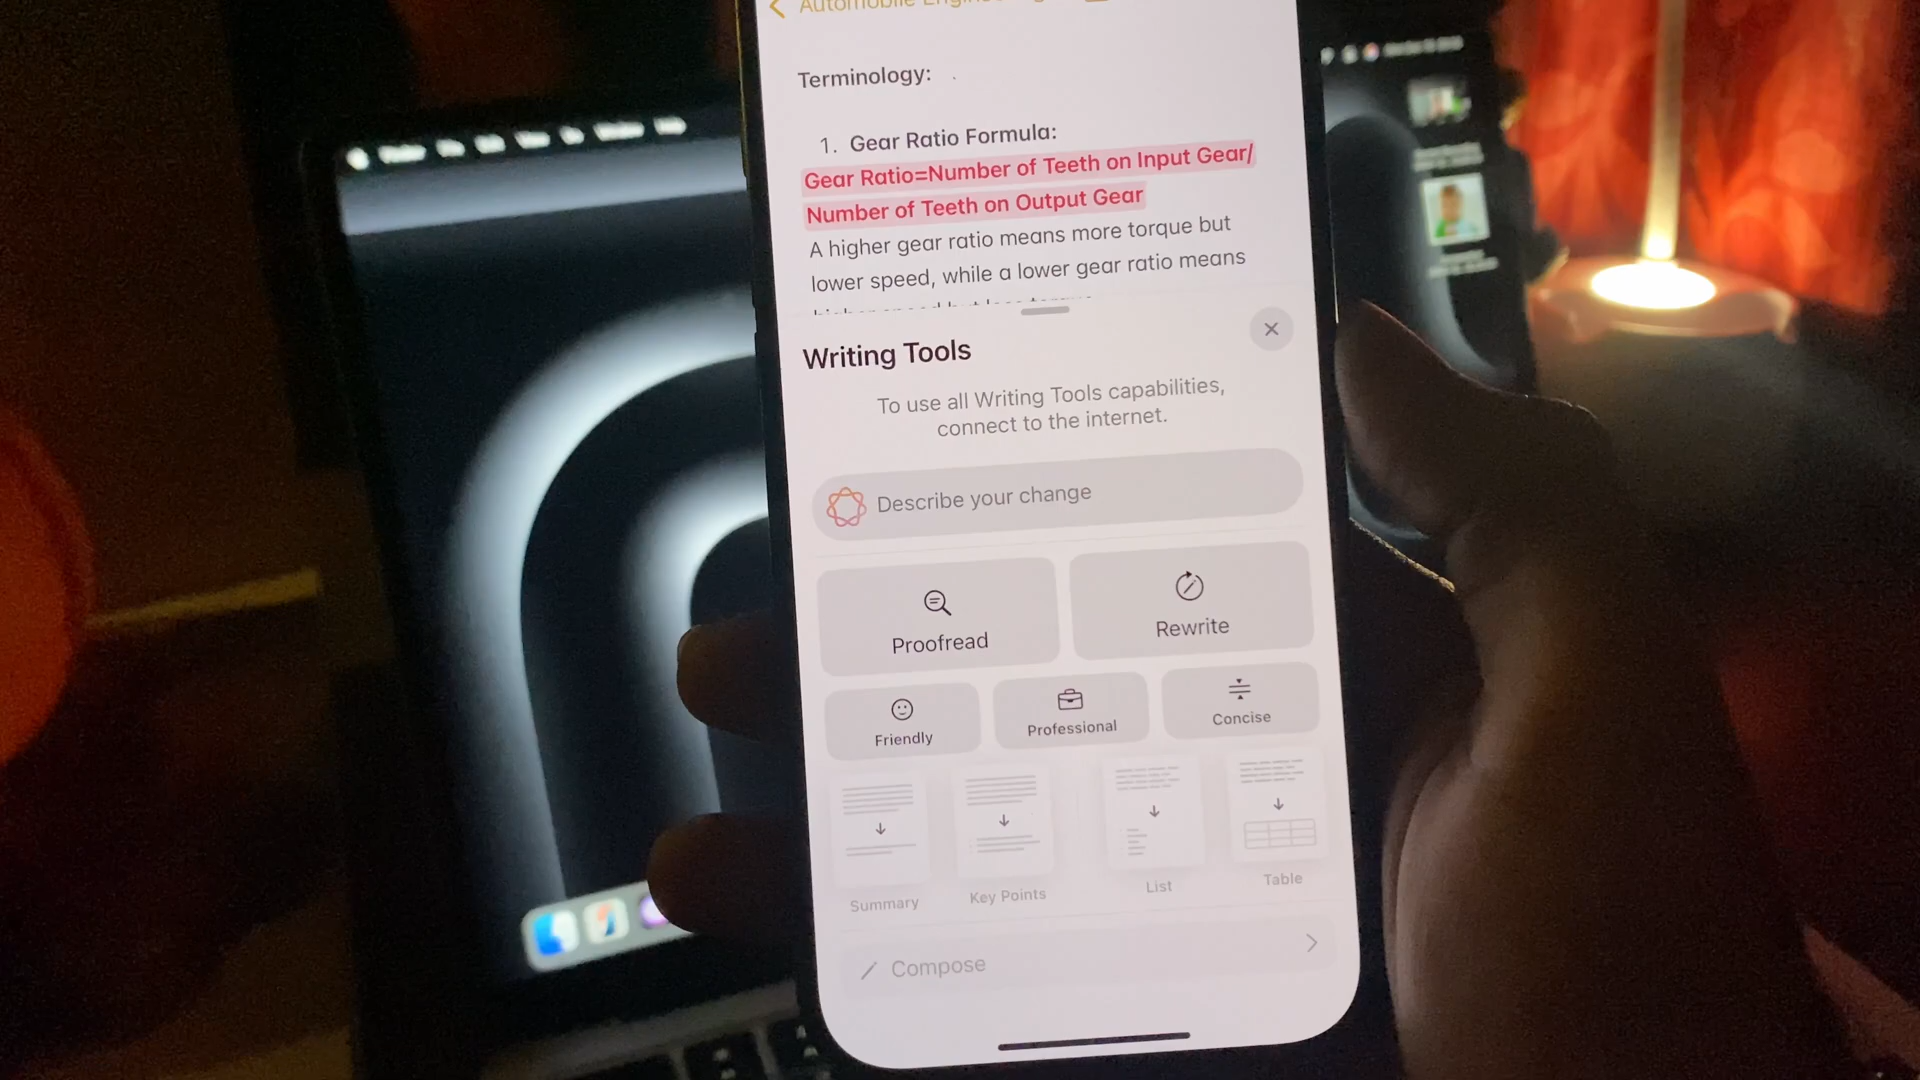 Automobile Engineering
Terminology:
1. Gear Ratio Formula:
Gear Ratio=Number of Teeth on Input Gear/
Number of Teeth on Output Gear
A higher gear ratio means more torque but
lower speed, while a lower gear ratio means
Writing Tools
To use all Writing Tools capabilities,
connect to the internet.
Describe your change
Proofread
Rewrite
Friendly
Professional
Concise
Summary
Key Points
List
Table
Compose